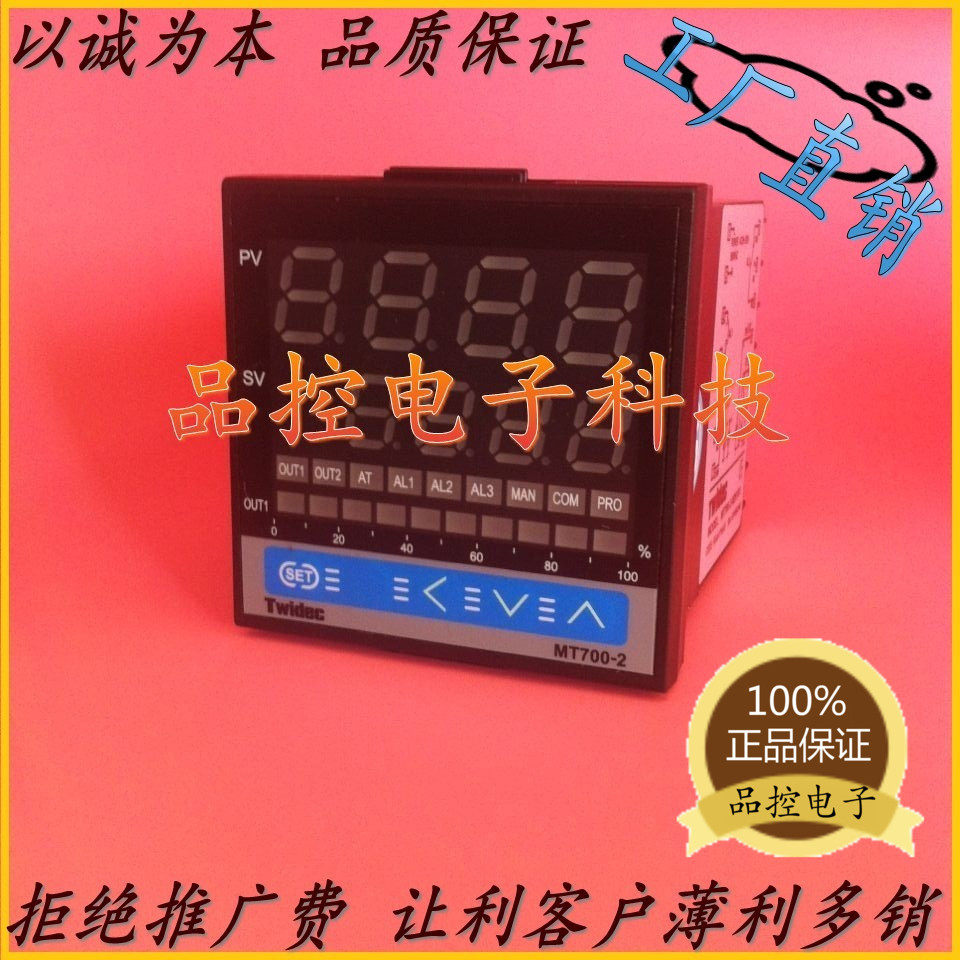 以诚为本 品质保证
工厂直销
PV
品控电子科技
SV
OUT1 OUT2 AT AL1 AL2 AL3 MAN COM PRO
OUT1
0 20 40 60 80 100 %
SET
Twidec
MT700-2
Twidec
100%
正品保证
品控电子
拒绝推广费 让利客户薄利多销